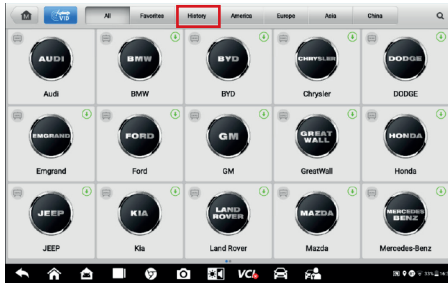 VID All Favorites History America Europe Asia China
AUDI BMW BYD CHRYSLER DODGE
Audi BMW BYD Chrysler DODGE
EMGRAND FORD GM GREAT WALL HONDA
Emgrand Ford GM GreatWall Honda
JEEP KIA LAND ROVER MAZDA MERCEDES BENZ
JEEP Kia Land Rover Mazda Mercedes-Benz
VCI